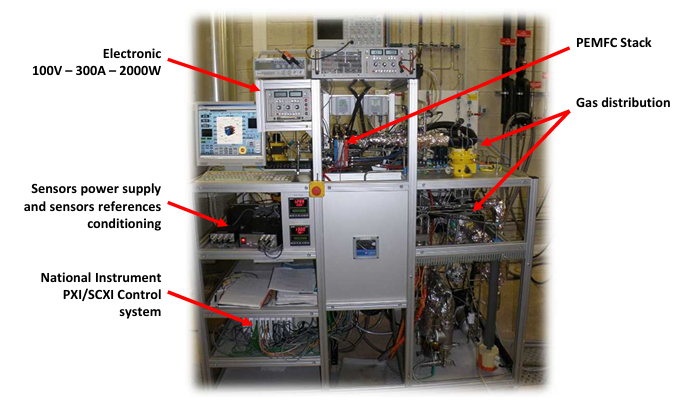 Electronic
100V – 300A – 2000W
PEMFC Stack
Gas distribution
Sensors power supply
and sensors references
conditioning
National Instrument
PXI/SCXI Control
system